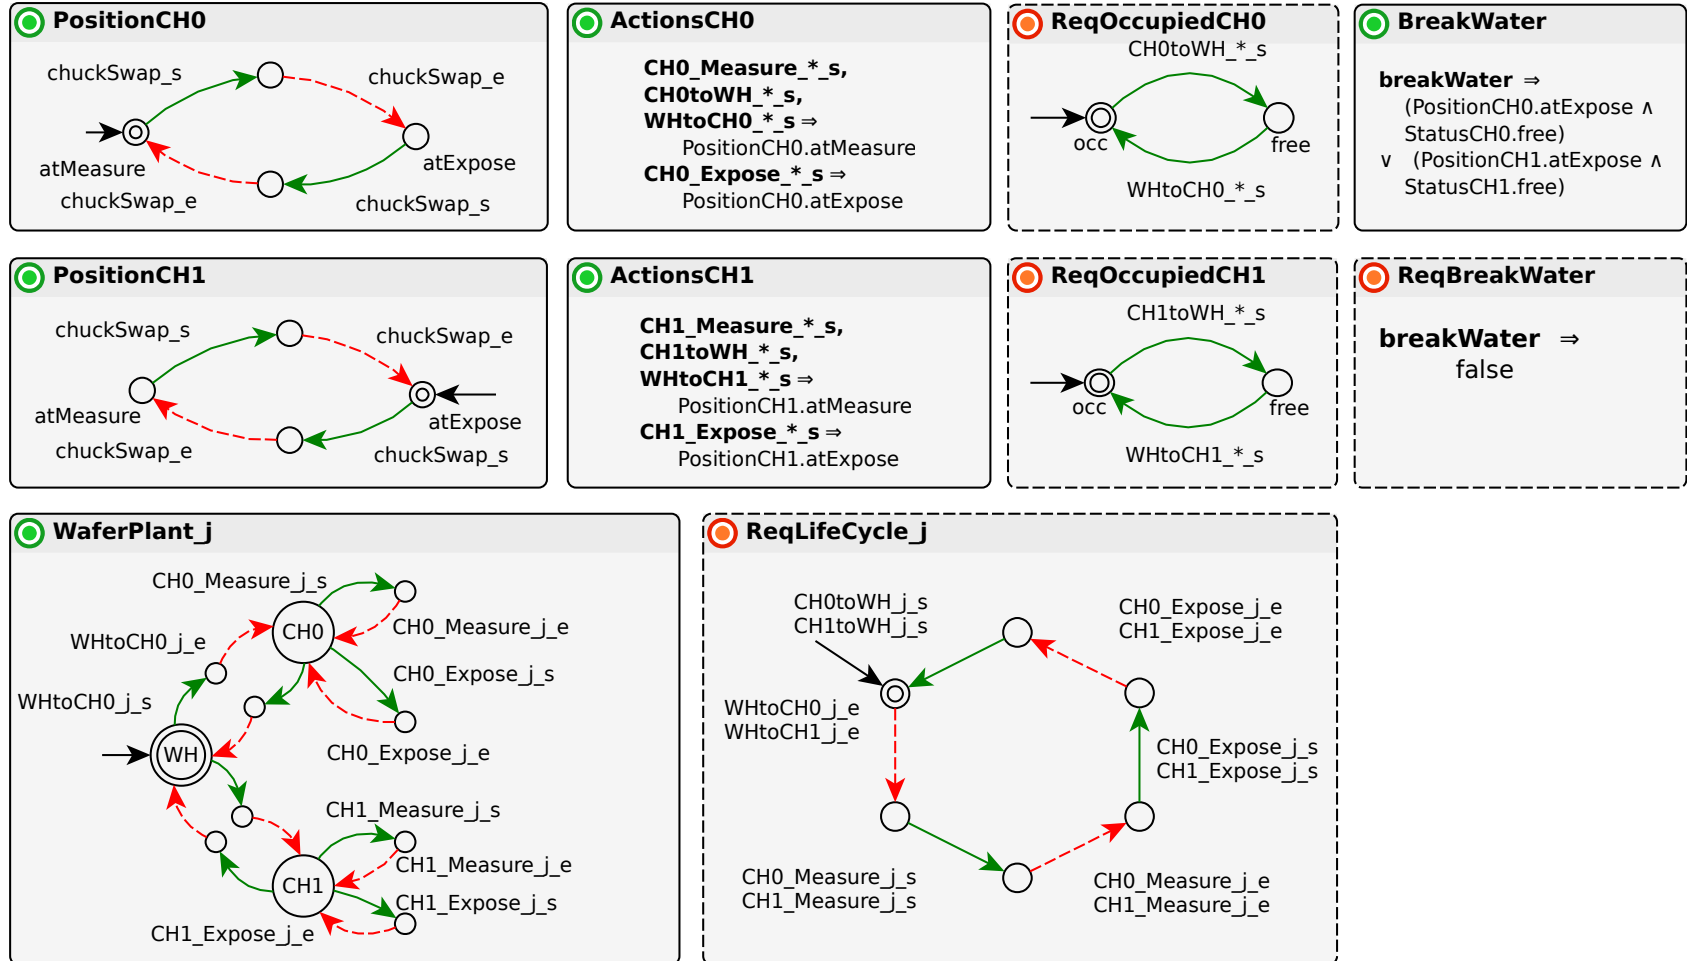 PositionCH0
chuckSwap_s
chuckSwap_e
atMeasure
atExpose
chuckSwap_e
chuckSwap_s
ActionsCH0
CH0_Measure_*_s,
CH0toWH_*_s,
WHtoCH0_*_s ⇒
PositionCH0.atMeasure
CH0_Expose_*_s ⇒
PositionCH0.atExpose
ReqOccupiedCH0
CH0toWH_*_s
occ
free
WHtoCH0_*_s
BreakWater
breakWater ⇒
(PositionCH0.atExpose ∧
StatusCH0.free)
∨ (PositionCH1.atExpose ∧
StatusCH1.free)
PositionCH1
chuckSwap_s
chuckSwap_e
atMeasure
atExpose
chuckSwap_e
chuckSwap_s
ActionsCH1
CH1_Measure_*_s,
CH1toWH_*_s,
WHtoCH1_*_s ⇒
PositionCH1.atMeasure
CH1_Expose_*_s ⇒
PositionCH1.atExpose
ReqOccupiedCH1
CH1toWH_*_s
occ
free
WHtoCH1_*_s
ReqBreakWater
breakWater ⇒
false
WaferPlant_j
CH0_Measure_j_s
CH0
CH0_Measure_j_e
WHtoCH0_j_e
CH0_Expose_j_s
WHtoCH0_j_s
WH
CH0_Expose_j_e
CH1_Measure_j_s
CH1_Measure_j_e
CH1
CH1_Expose_j_s
CH1_Expose_j_e
ReqLifeCycle_j
CH0toWH_j_s
CH1toWH_j_s
CH0_Expose_j_e
CH1_Expose_j_e
WHtoCH0_j_e
WHtoCH1_j_e
CH0_Expose_j_s
CH1_Expose_j_s
CH0_Measure_j_s
CH1_Measure_j_s
CH0_Measure_j_e
CH1_Measure_j_e